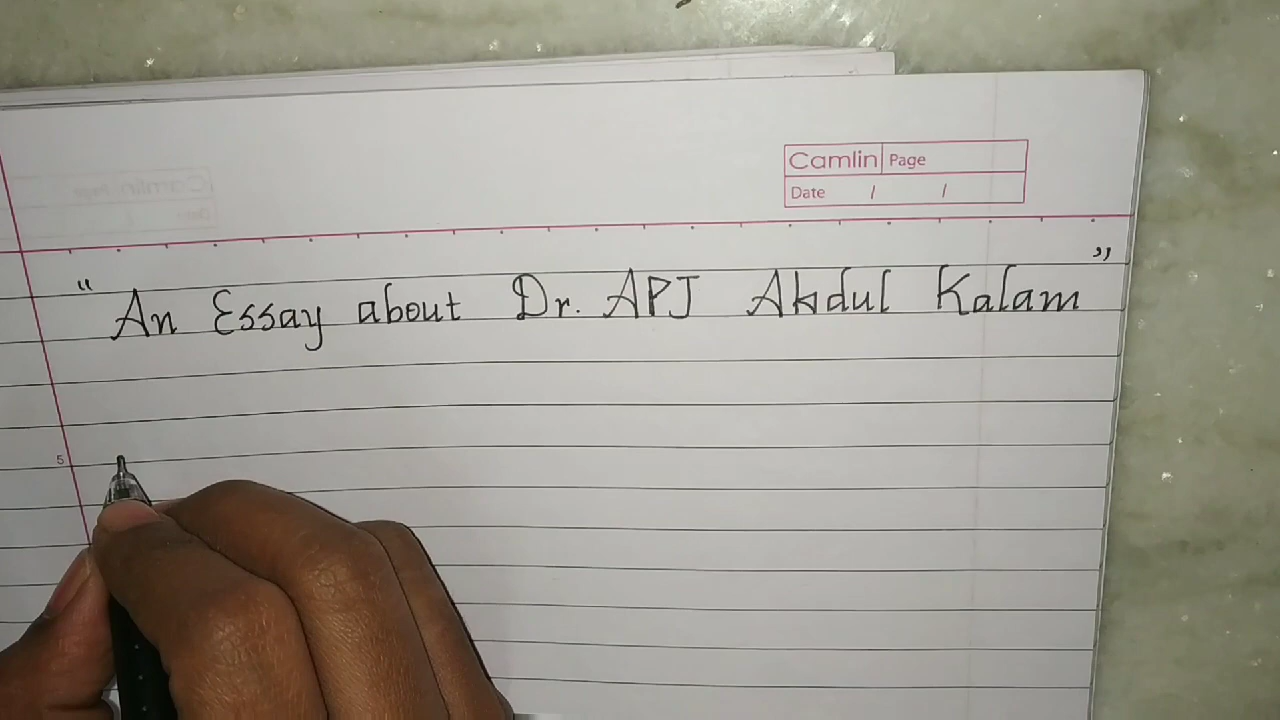 Camlin Page
Date / /
“ An Essay about Dr. APJ Abdul Kalam ”
5